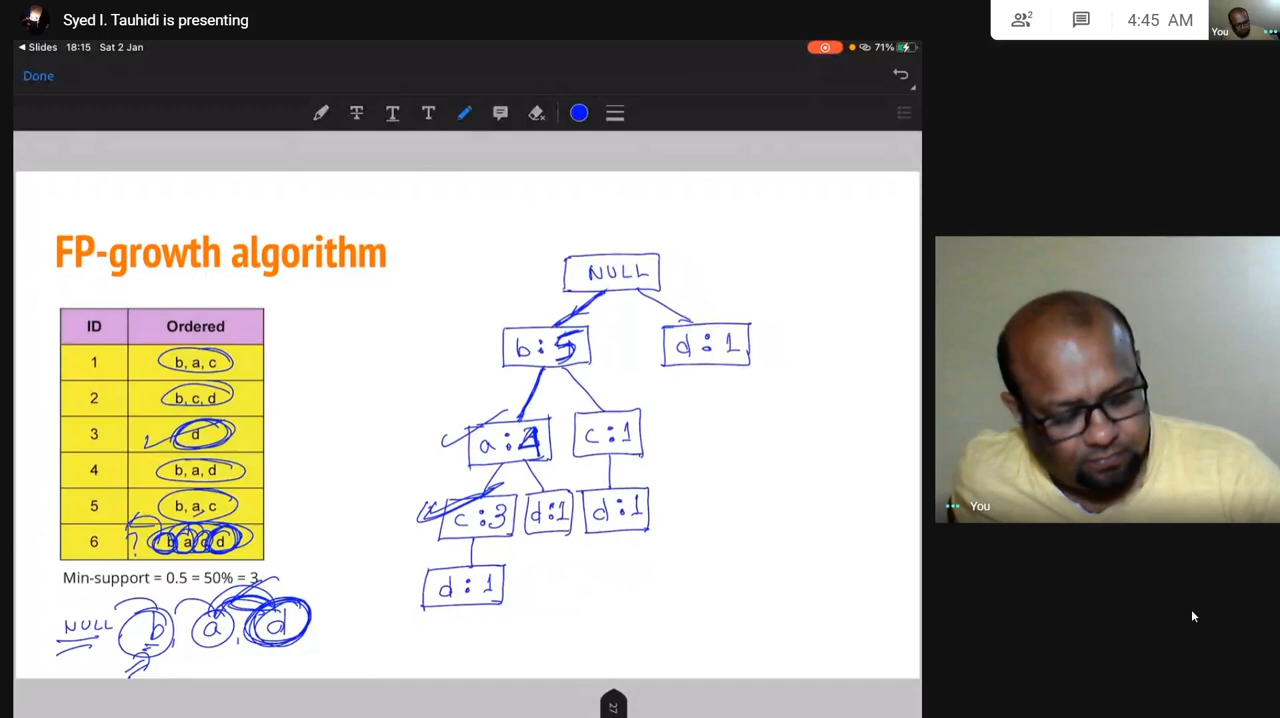 Syed I. Tauhidi is presenting
2
4:45 AM
You
Slides 18:15 Sat 2 Jan
71%
Done
T T T
FP-growth algorithm
ID Ordered
1 b, a, c
2 b, c, d
3 d
4 b, a, d
5 b, a, c
6 b a c d
?
Min-support = 0.5 = 50% = 3
NULL b, a, d
NULL
b:5 d:1
a:4 c:1
c:3 d:1 d:1
d:1
27
You